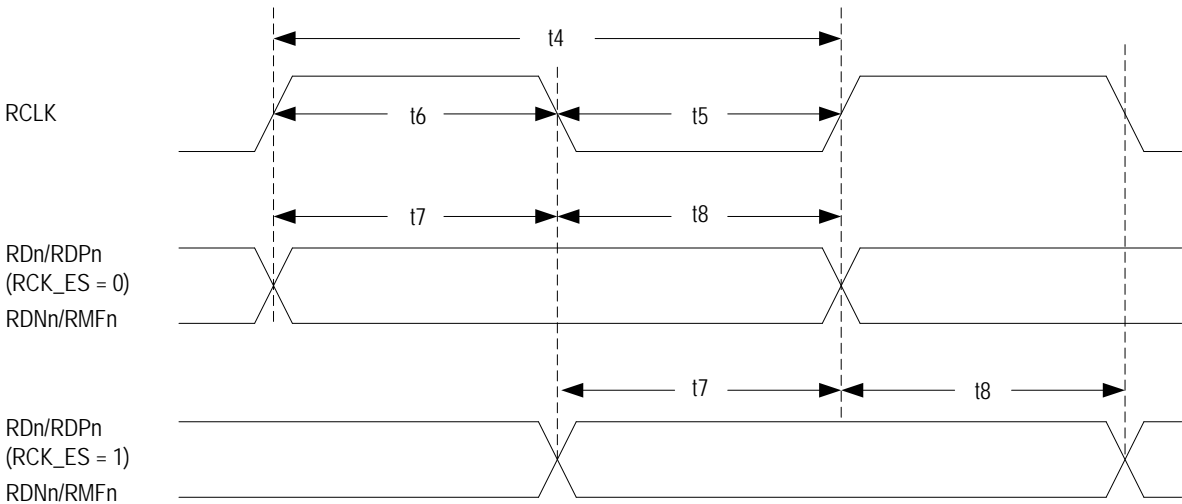 t4
RCLK
t6
t5
t7
t8
RDn/RDPn
(RCK_ES = 0)
RDNn/RMFn
t7
t8
RDn/RDPn
(RCK_ES = 1)
RDNn/RMFn